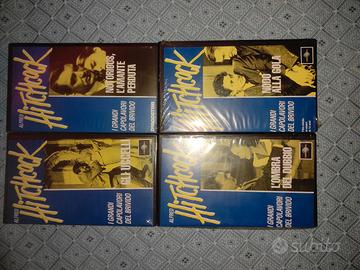 ALFRED
Hitchcock
NOTORIOUS,
L'AMANTE
PERDUTA
I GRANDI
CAPOLAVORI
DEL BRIVIDO
Hitchcock
NODO
ALLA GOLA
I GRANDI
CAPOLAVORI
DEL BRIVIDO
ALFRED
Hitchcock
GLI UCCELLI
I GRANDI
CAPOLAVORI
DEL BRIVIDO
ALFRED
Hitchcock
L'OMBRA
DEL DUBBIO
I GRANDI
CAPOLAVORI
DEL BRIVIDO
subito